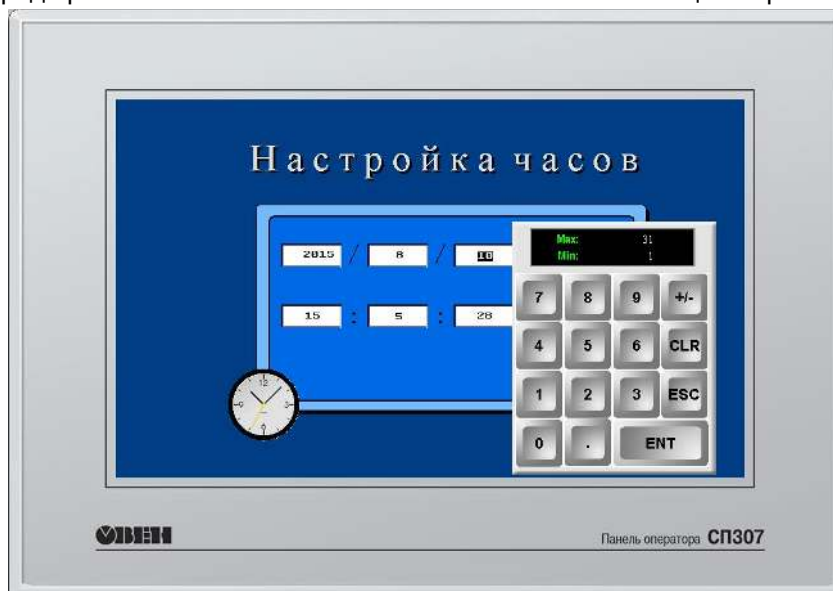 Настройка часов
2015 / 8 / 10
15 : 5 : 28
Max: 31
Min: 1
7 8 9 +/-
4 5 6 CLR
1 2 3 ESC
0 . ENT
12
ОВЕН
Панель оператора СП307